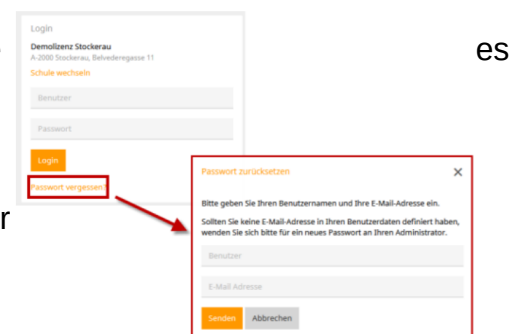 Login
Demolizenz Stockerau
A-2000 Stockerau, Belvederegasse 11
es
Schule wechseln
Benutzer
Passwort
Login
Passwort vergessen?
r
Passwort zurücksetzen
Bitte geben Sie Ihren Benutzernamen und Ihre E-Mail-Adresse ein.
Sollten Sie keine E-Mail-Adresse in Ihren Benutzerdaten definiert haben,
wenden Sie sich bitte für ein neues Passwort an Ihren Administrator.
Benutzer
E-Mail Adresse
Senden Abbrechen